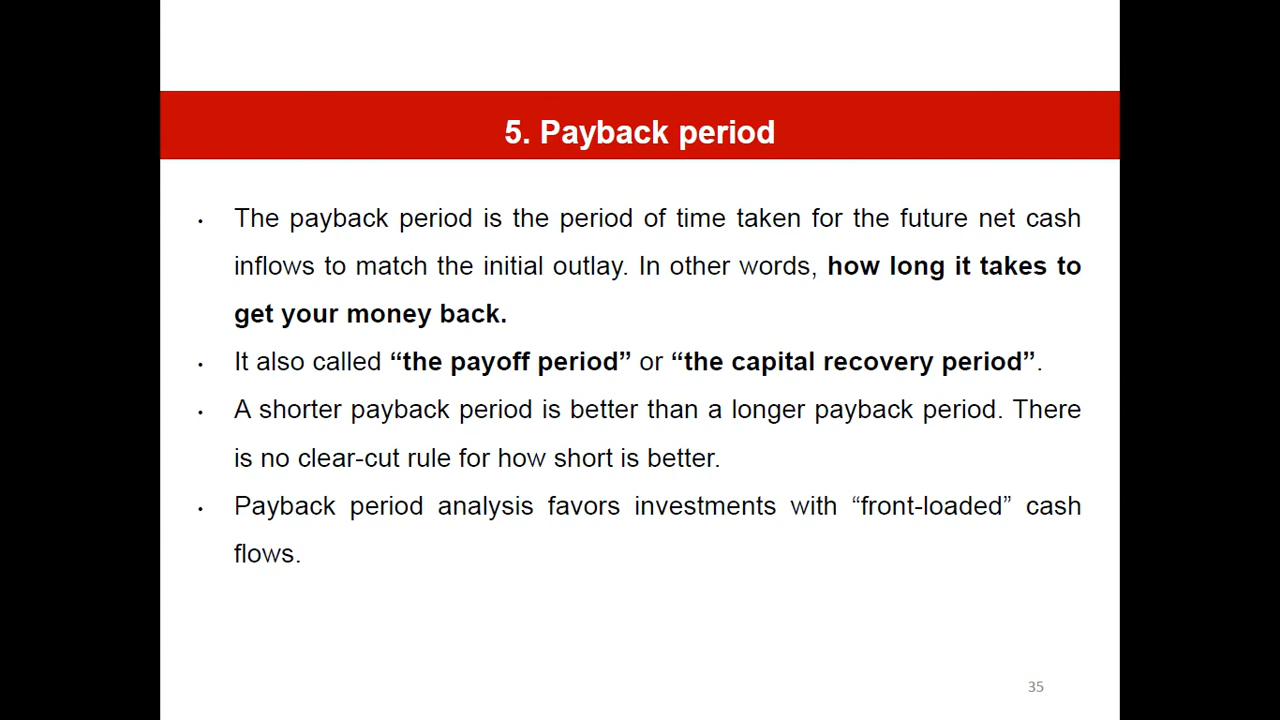 5. Payback period
• The payback period is the period of time taken for the future net cash
inflows to match the initial outlay. In other words, how long it takes to
get your money back.
• It also called “the payoff period” or “the capital recovery period”.
• A shorter payback period is better than a longer payback period. There
is no clear-cut rule for how short is better.
• Payback period analysis favors investments with “front-loaded” cash
flows.
35